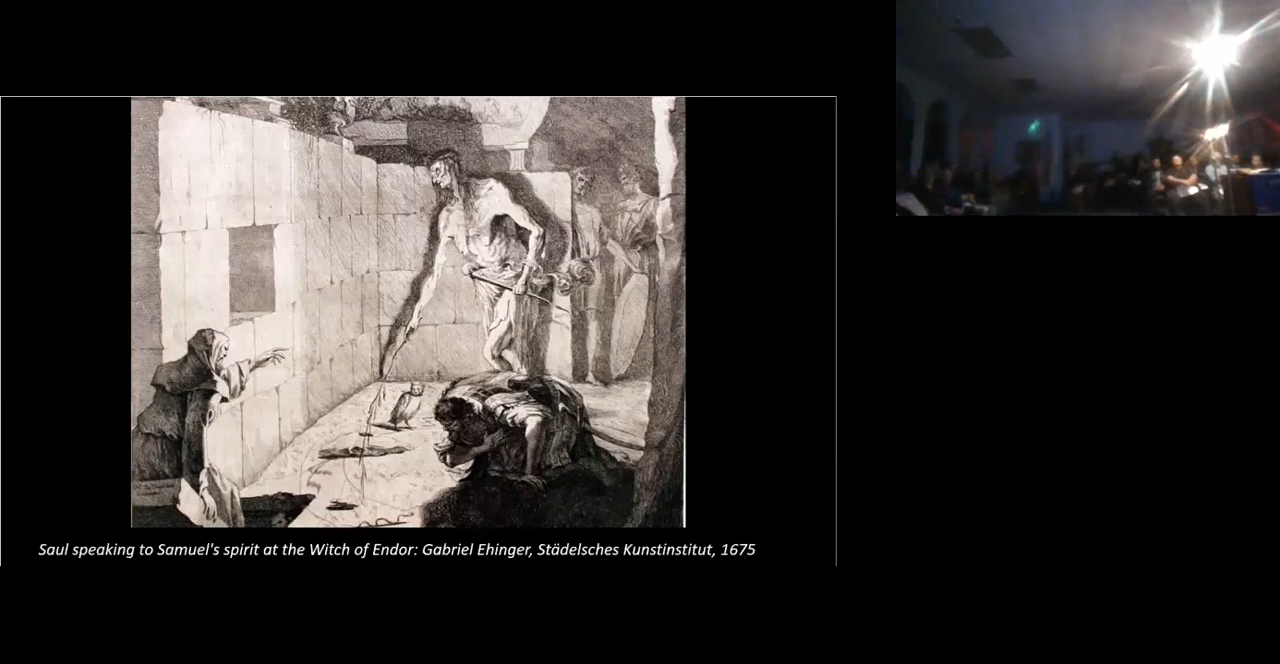 Saul speaking to Samuel's spirit at the Witch of Endor: Gabriel Ehinger, Städelsches Kunstinstitut, 1675